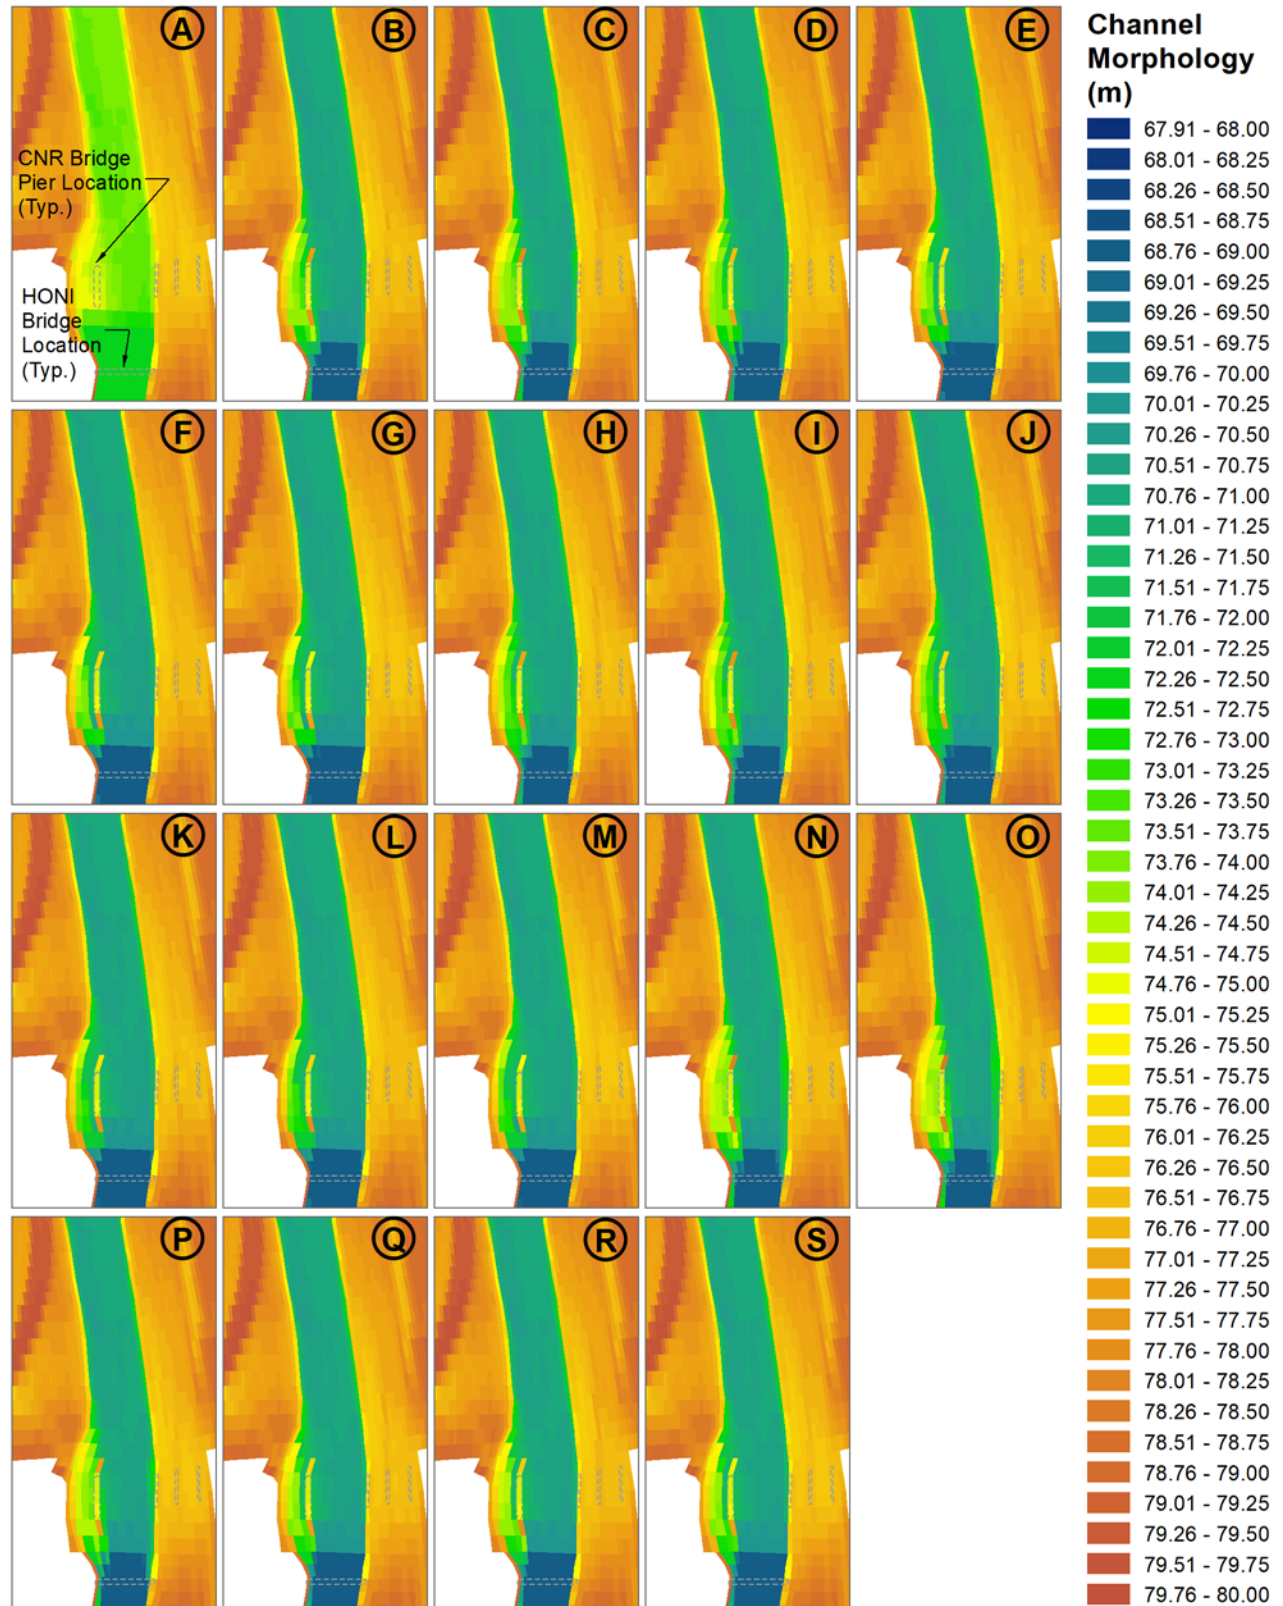 A
B
C
D
E
CNR Bridge
Pier Location
(Typ.)
HONI
Bridge
Location
(Typ.)
F
G
H
I
J
K
L
M
N
O
P
Q
R
S
Channel
Morphology
(m)
67.91 - 68.00
68.01 - 68.25
68.26 - 68.50
68.51 - 68.75
68.76 - 69.00
69.01 - 69.25
69.26 - 69.50
69.51 - 69.75
69.76 - 70.00
70.01 - 70.25
70.26 - 70.50
70.51 - 70.75
70.76 - 71.00
71.01 - 71.25
71.26 - 71.50
71.51 - 71.75
71.76 - 72.00
72.01 - 72.25
72.26 - 72.50
72.51 - 72.75
72.76 - 73.00
73.01 - 73.25
73.26 - 73.50
73.51 - 73.75
73.76 - 74.00
74.01 - 74.25
74.26 - 74.50
74.51 - 74.75
74.76 - 75.00
75.01 - 75.25
75.26 - 75.50
75.51 - 75.75
75.76 - 76.00
76.01 - 76.25
76.26 - 76.50
76.51 - 76.75
76.76 - 77.00
77.01 - 77.25
77.26 - 77.50
77.51 - 77.75
77.76 - 78.00
78.01 - 78.25
78.26 - 78.50
78.51 - 78.75
78.76 - 79.00
79.01 - 79.25
79.26 - 79.50
79.51 - 79.75
79.76 - 80.00